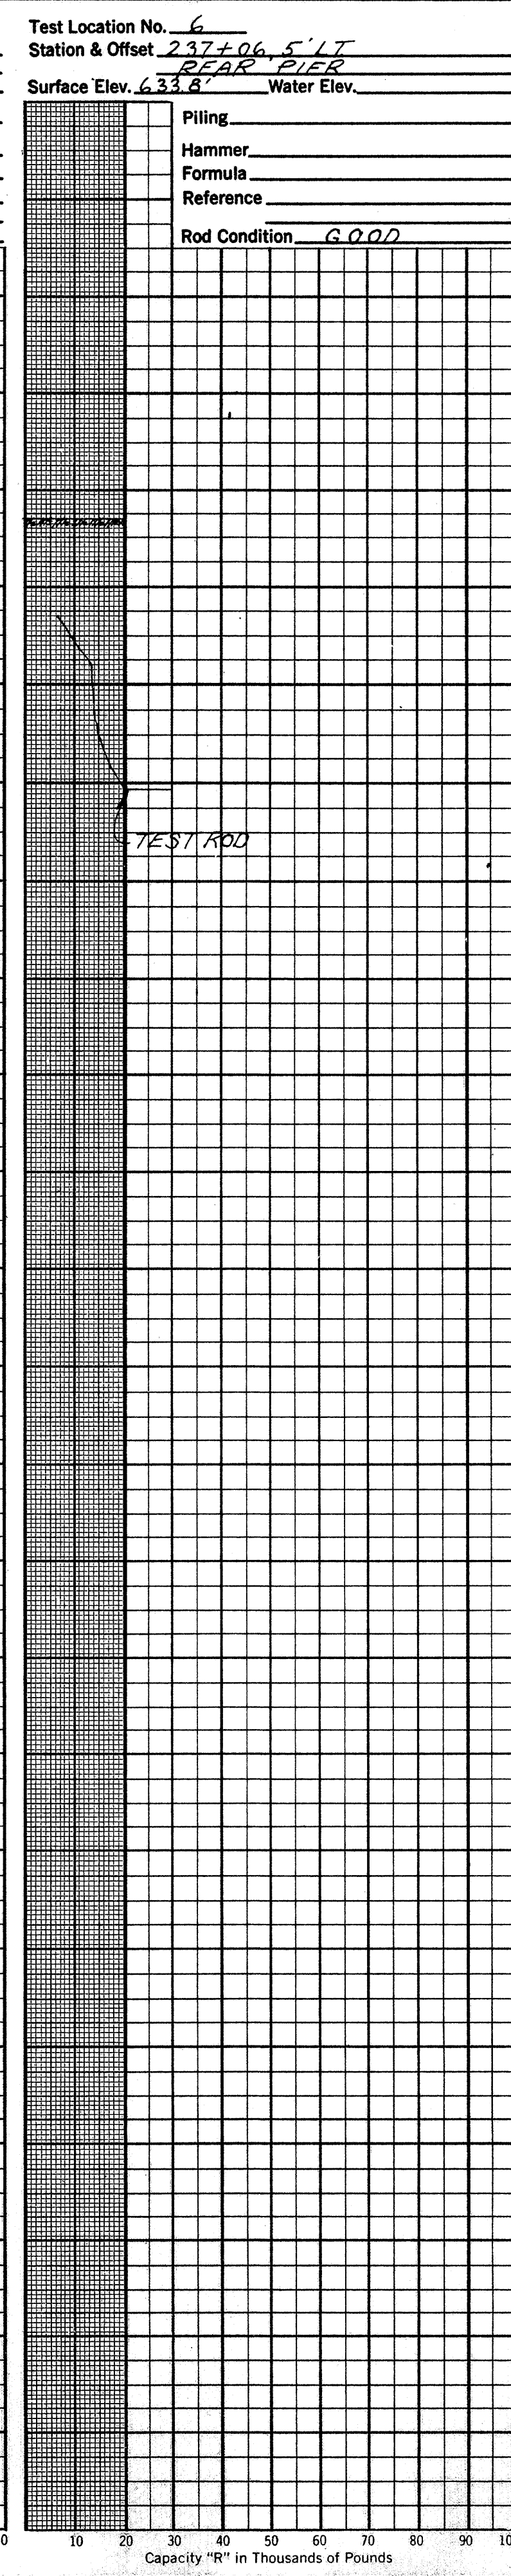 Test Location No. 6
Station & Offset 237+06, 5' LT
REAR PIER
Surface Elev. 633.8' Water Elev.
Piling
Hammer
Formula
Reference
Rod Condition GOOD
TEST ROD
0 10 20 30 40 50 60 70 80 90 10
Capacity "R" in Thousands of Pounds